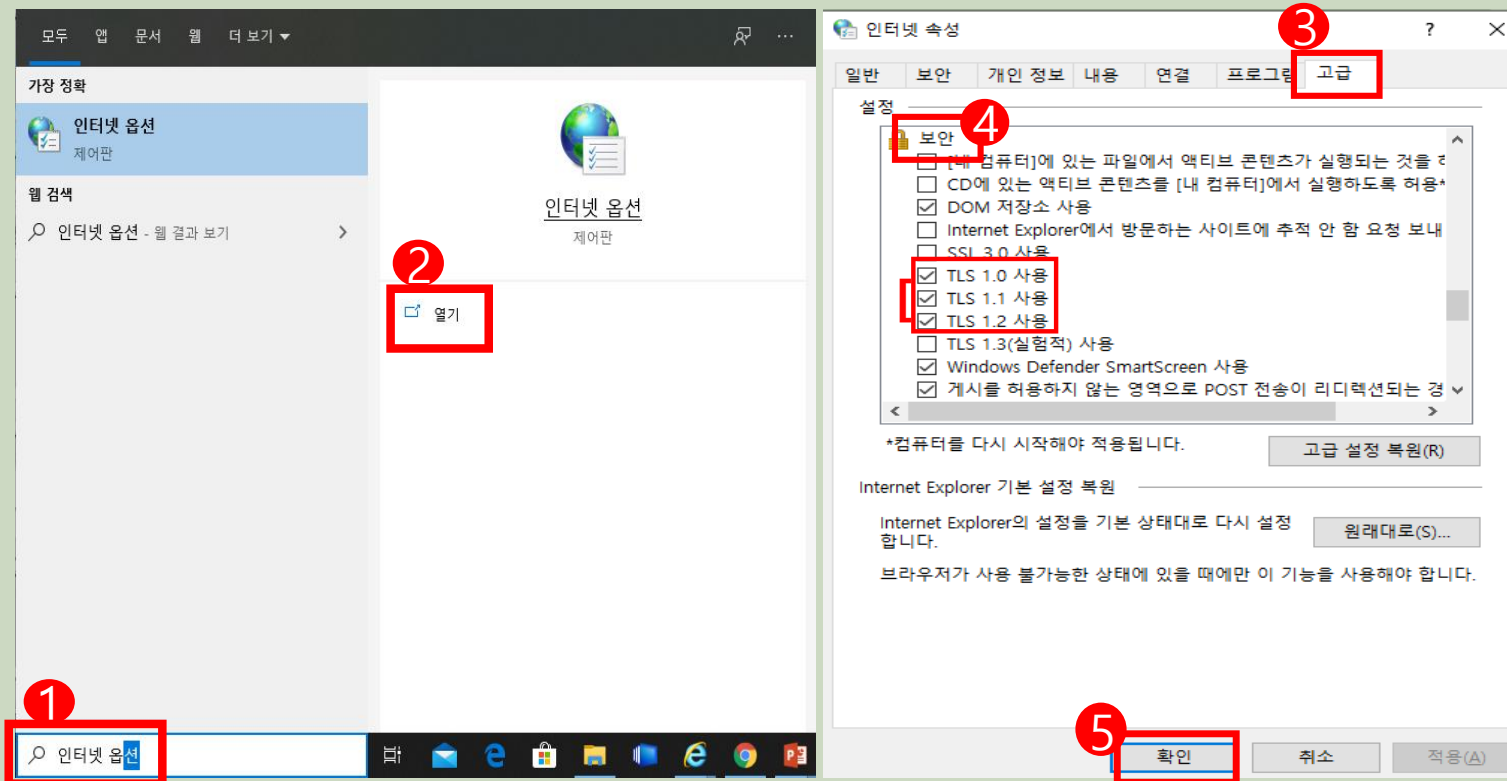 모두 앱 문서 웹 더 보기
가장 정확
인터넷 옵션
제어판
웹 검색
인터넷 옵션 - 웹 결과 보기
인터넷 옵션
제어판
2
열기
1
인터넷 옵션
인터넷 속성
? ×
3
일반 보안 개인 정보 내용 연결 프로그램 고급
설정
4
보안
[내 컴퓨터]에 있는 파일에서 액티브 콘텐츠가 실행되는 것을
CD에 있는 액티브 콘텐츠를 [내 컴퓨터]에서 실행하도록 허용*
DOM 저장소 사용
Internet Explorer에서 방문하는 사이트에 추적 안 함 요청 보내
SSL 3.0 사용
TLS 1.0 사용
TLS 1.1 사용
TLS 1.2 사용
TLS 1.3(실험적) 사용
Windows Defender SmartScreen 사용
게시를 허용하지 않는 영역으로 POST 전송이 리디렉션되는 경
*컴퓨터를 다시 시작해야 적용됩니다.
고급 설정 복원(R)
Internet Explorer 기본 설정 복원
Internet Explorer의 설정을 기본 상태대로 다시 설정
합니다.
원래대로(S)...
브라우저가 사용 불가능한 상태에 있을 때에만 이 기능을 사용해야 합니다.
5
확인 취소 적용(A)